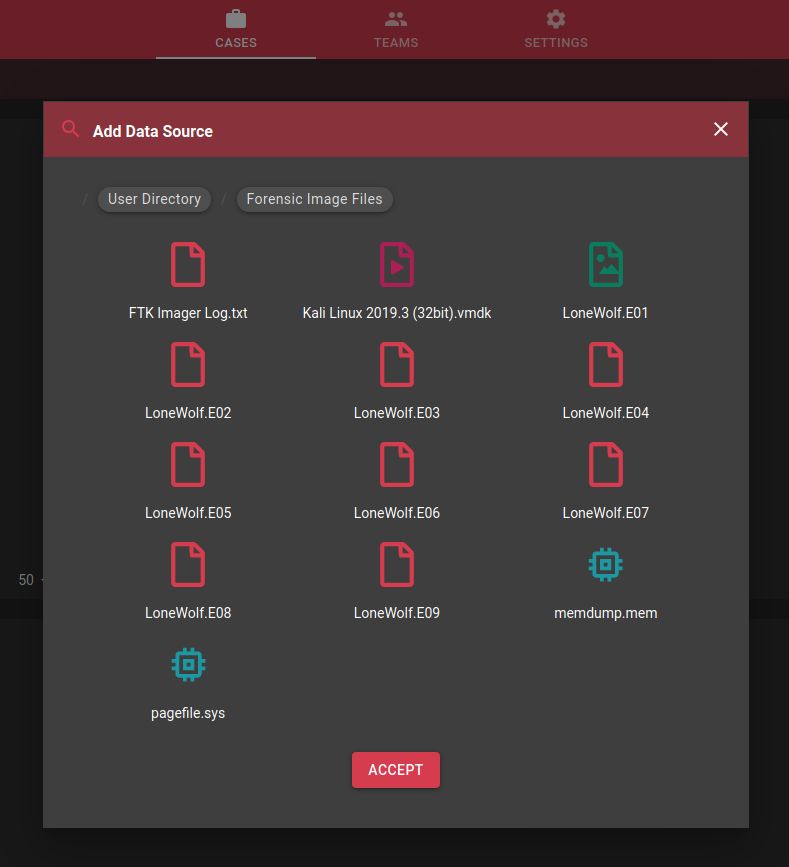 CASES
TEAMS
SETTINGS
Add Data Source
/ User Directory / Forensic Image Files
FTK Imager Log.txt
Kali Linux 2019.3 (32bit).vmdk
LoneWolf.E01
LoneWolf.E02
LoneWolf.E03
LoneWolf.E04
LoneWolf.E05
LoneWolf.E06
LoneWolf.E07
50
LoneWolf.E08
LoneWolf.E09
memdump.mem
pagefile.sys
ACCEPT